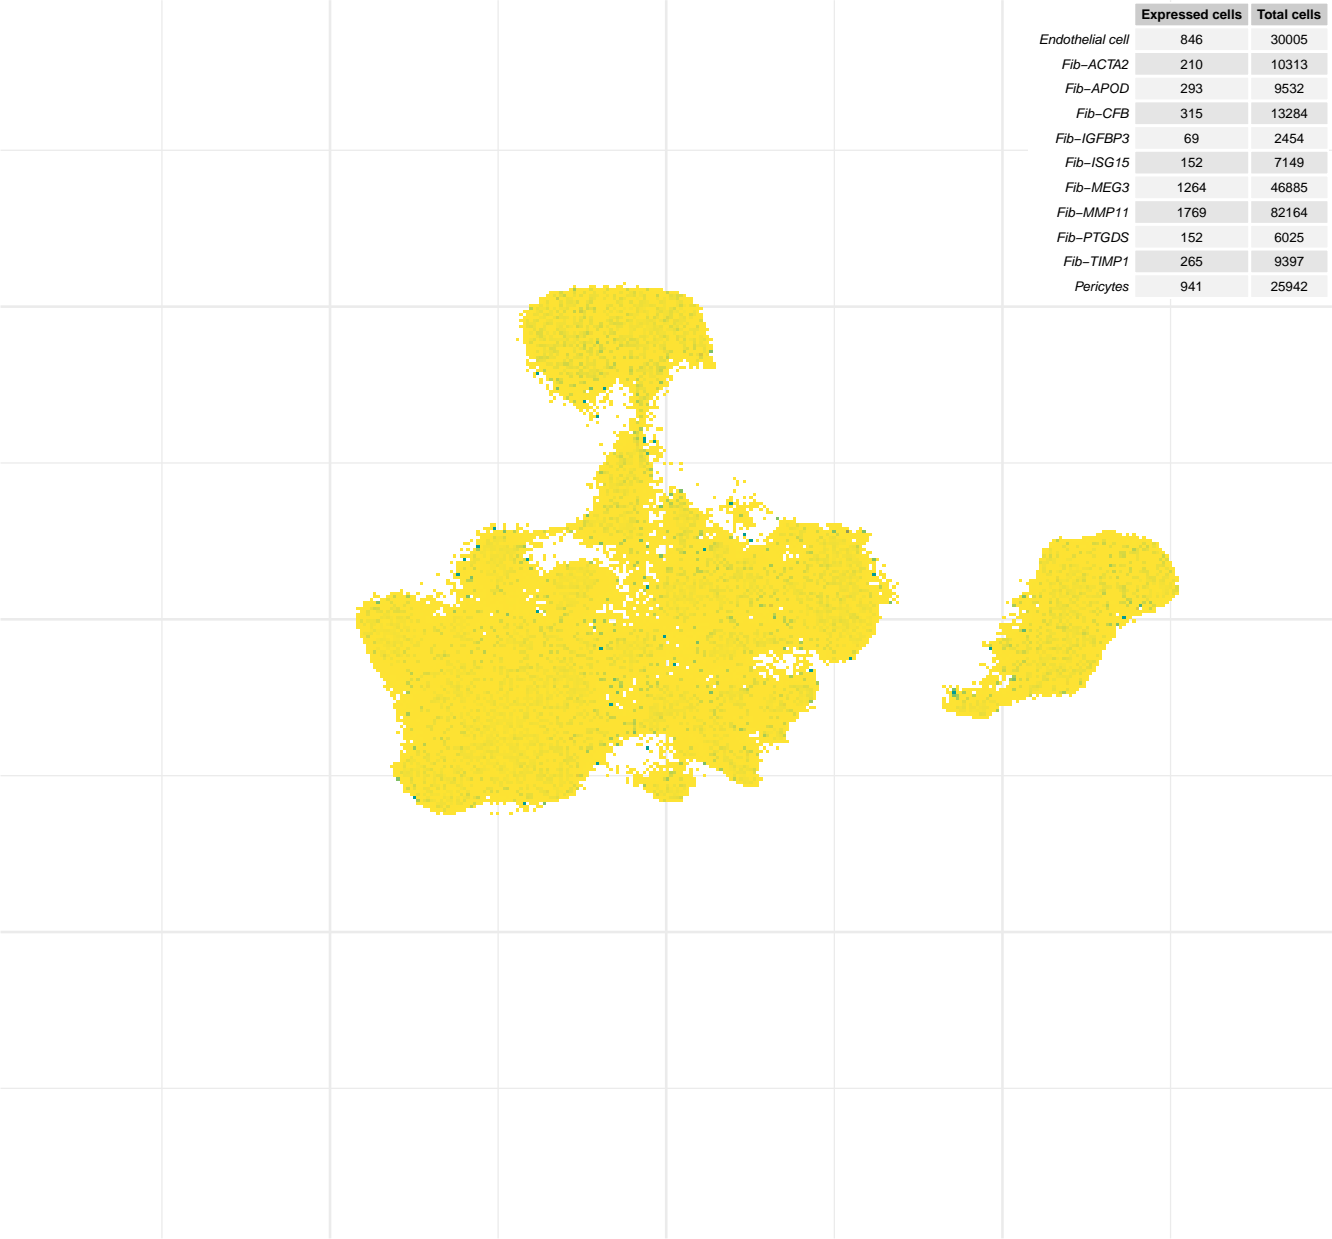 Expressed cells Total cells
Endothelial cell 846 30005
Fib−ACTA2 210 10313
Fib−APOD 293 9532
Fib−CFB 315 13284
Fib−IGFBP3 69 2454
Fib−ISG15 152 7149
Fib−MEG3 1264 46885
Fib−MMP11 1769 82164
Fib−PTGDS 152 6025
Fib−TIMP1 265 9397
Pericytes 941 25942